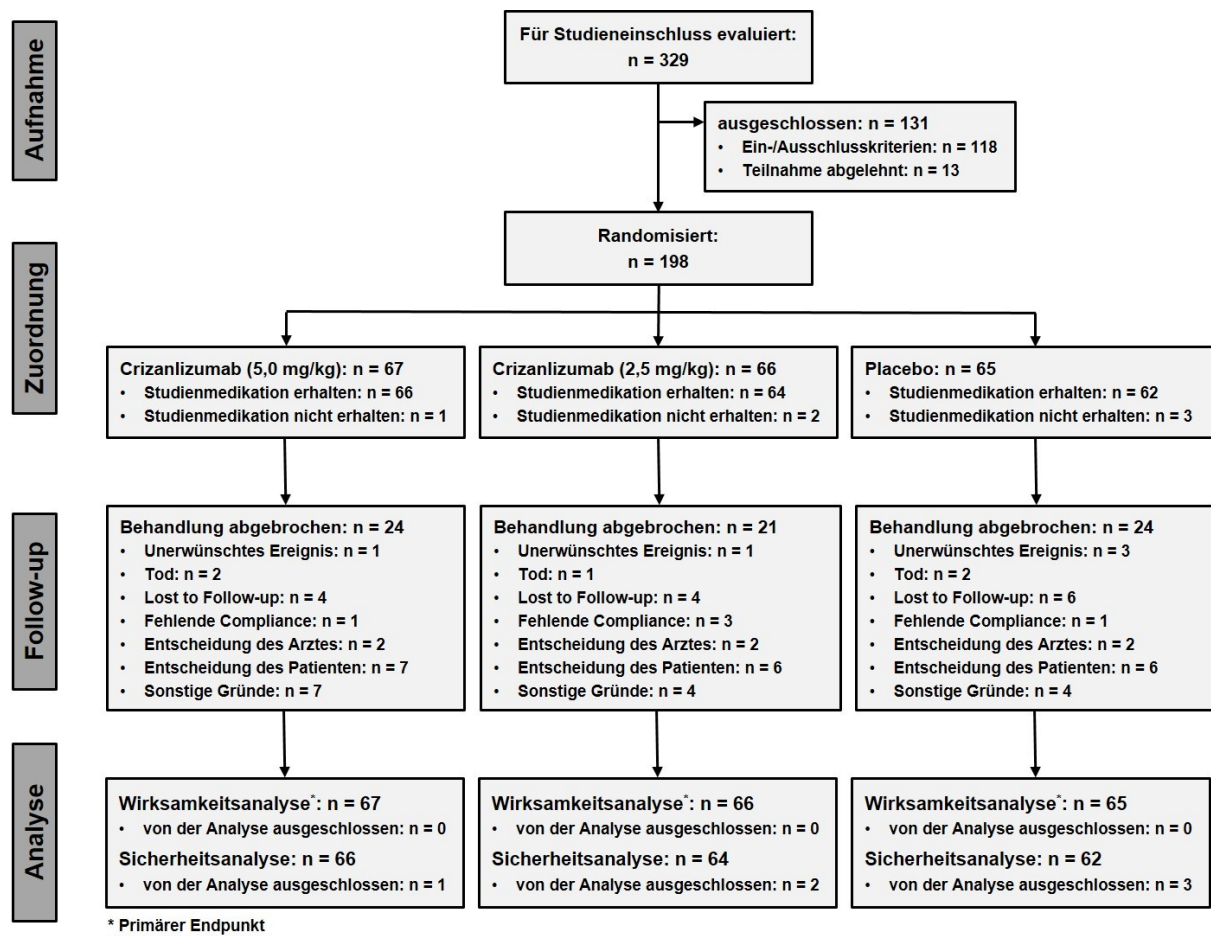 Aufnahme
Für Studieneinschluss evaluiert:
n = 329
ausgeschlossen: n = 131
• Ein-/Ausschlusskriterien: n = 118
• Teilnahme abgelehnt: n = 13
Zuordnung
Randomisiert:
n = 198
Crizanlizumab (5,0 mg/kg): n = 67
• Studienmedikation erhalten: n = 66
• Studienmedikation nicht erhalten: n = 1
Crizanlizumab (2,5 mg/kg): n = 66
• Studienmedikation erhalten: n = 64
• Studienmedikation nicht erhalten: n = 2
Placebo: n = 65
• Studienmedikation erhalten: n = 62
• Studienmedikation nicht erhalten: n = 3
Follow-up
Behandlung abgebrochen: n = 24
• Unerwünschtes Ereignis: n = 1
• Tod: n = 2
• Lost to Follow-up: n = 4
• Fehlende Compliance: n = 1
• Entscheidung des Arztes: n = 2
• Entscheidung des Patienten: n = 7
• Sonstige Gründe: n = 7
Behandlung abgebrochen: n = 21
• Unerwünschtes Ereignis: n = 1
• Tod: n = 1
• Lost to Follow-up: n = 4
• Fehlende Compliance: n = 3
• Entscheidung des Arztes: n = 2
• Entscheidung des Patienten: n = 6
• Sonstige Gründe: n = 4
Behandlung abgebrochen: n = 24
• Unerwünschtes Ereignis: n = 3
• Tod: n = 2
• Lost to Follow-up: n = 6
• Fehlende Compliance: n = 1
• Entscheidung des Arztes: n = 2
• Entscheidung des Patienten: n = 6
• Sonstige Gründe: n = 4
Analyse
Wirksamkeitsanalyse*: n = 67
• von der Analyse ausgeschlossen: n = 0
Sicherheitsanalyse: n = 66
• von der Analyse ausgeschlossen: n = 1
Wirksamkeitsanalyse*: n = 66
• von der Analyse ausgeschlossen: n = 0
Sicherheitsanalyse: n = 64
• von der Analyse ausgeschlossen: n = 2
Wirksamkeitsanalyse*: n = 65
• von der Analyse ausgeschlossen: n = 0
Sicherheitsanalyse: n = 62
• von der Analyse ausgeschlossen: n = 3
* Primärer Endpunkt